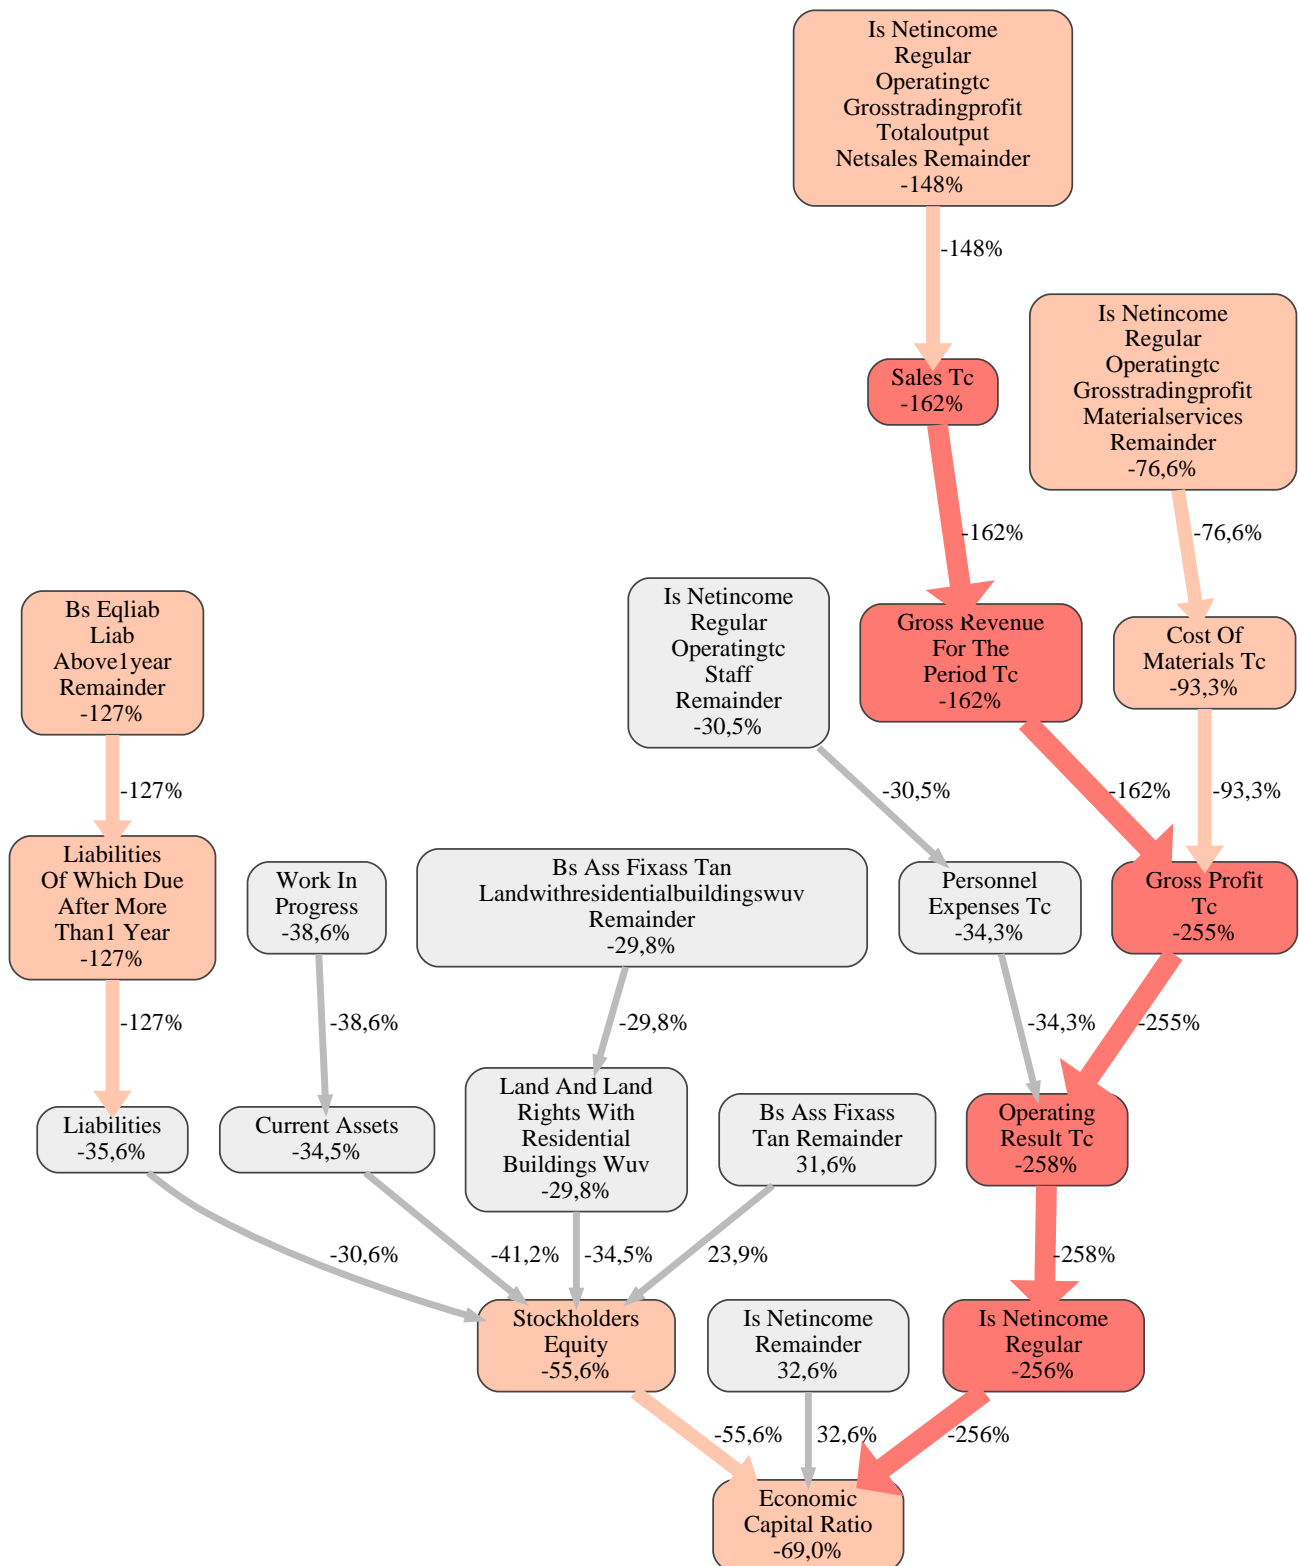 Is Netincome
Regular
Operatingtc
Grosstradingprofit
Totaloutput
Netsales Remainder
-148%
-148%
Is Netincome
Regular
Operatingtc
Grosstradingprofit
Materialservices
Remainder
-76,6%
Sales Tc
-162%
-162%
-76,6%
Is Netincome
Regular
Operatingtc
Staff
Remainder
-30,5%
Bs Eqliab
Liab
Above1year
Remainder
-127%
Gross Revenue
For The
Period Tc
-162%
Cost Of
Materials Tc
-93,3%
-127%
-30,5%
-162%
-93,3%
Liabilities
Of Which Due
After More
Than1 Year
-127%
Work In
Progress
-38,6%
Bs Ass Fixass Tan
Landwithresidentialbuildingswuv
Remainder
-29,8%
Personnel
Expenses Tc
-34,3%
Gross Profit
Tc
-255%
-127%
-38,6%
-29,8%
-34,3%
-255%
Liabilities
-35,6%
Current Assets
-34,5%
Land And Land
Rights With
Residential
Buildings Wuv
-29,8%
Bs Ass Fixass
Tan Remainder
31,6%
Operating
Result Tc
-258%
-30,6%
-41,2%
-34,5%
23,9%
-258%
Stockholders
Equity
-55,6%
Is Netincome
Remainder
32,6%
Is Netincome
Regular
-256%
-55,6%
32,6%
-256%
Economic
Capital Ratio
-69,0%